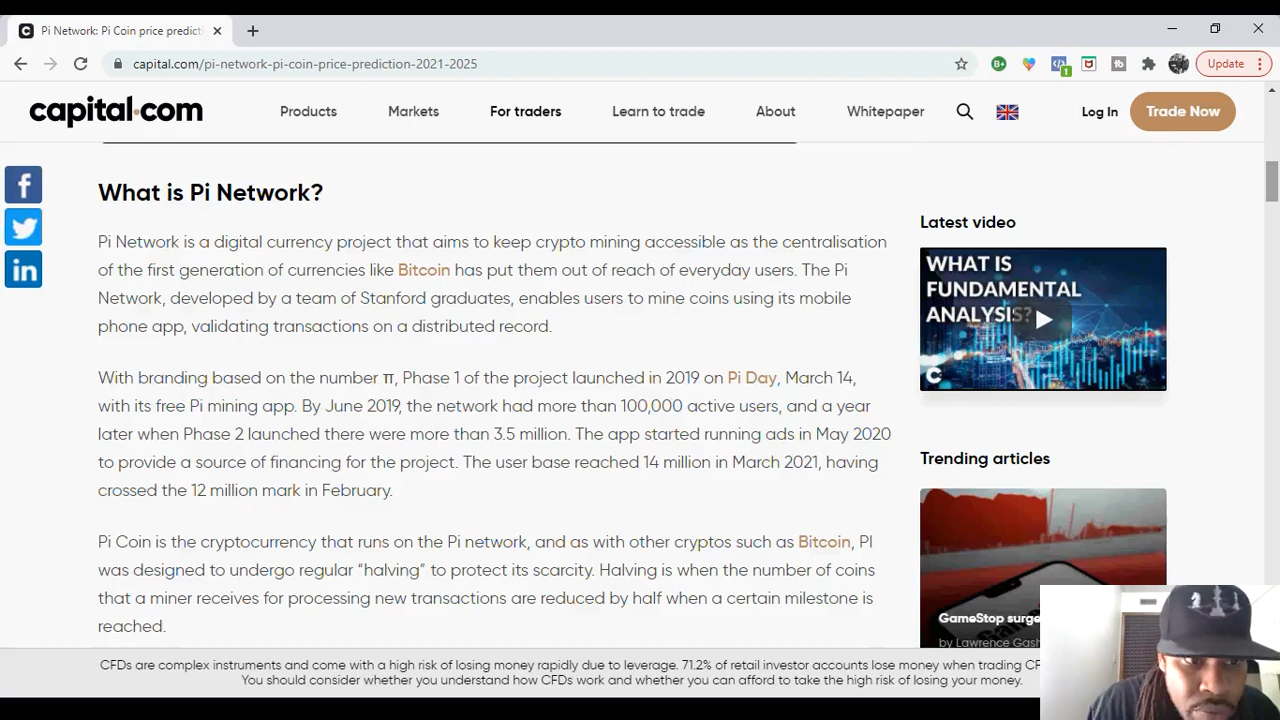 Pi Network: Pi Coin price predicti
capital.com/pi-network-pi-coin-price-prediction-2021-2025
Update
capital.com
Products
Markets
For traders
Learn to trade
About
Whitepaper
Log In
Trade Now
What is Pi Network?
Pi Network is a digital currency project that aims to keep crypto mining accessible as the centralisation
of the first generation of currencies like Bitcoin has put them out of reach of everyday users. The Pi
Network, developed by a team of Stanford graduates, enables users to mine coins using its mobile
phone app, validating transactions on a distributed record.
With branding based on the number π, Phase 1 of the project launched in 2019 on Pi Day, March 14,
with its free Pi mining app. By June 2019, the network had more than 100,000 active users, and a year
later when Phase 2 launched there were more than 3.5 million. The app started running ads in May 2020
to provide a source of financing for the project. The user base reached 14 million in March 2021, having
crossed the 12 million mark in February.
Pi Coin is the cryptocurrency that runs on the Pi network, and as with other cryptos such as Bitcoin, PI
was designed to undergo regular “halving” to protect its scarcity. Halving is when the number of coins
that a miner receives for processing new transactions are reduced by half when a certain milestone is
reached.
Latest video
WHAT IS
FUNDAMENTAL
ANALYSIS?
Trending articles
GameStop surge
by Lawrence Gash
CFDs are complex instruments and come with a high risk of losing money rapidly due to leverage. 71.2% of retail investor accounts lose money when trading CF
You should consider whether you understand how CFDs work and whether you can afford to take the high risk of losing your money.